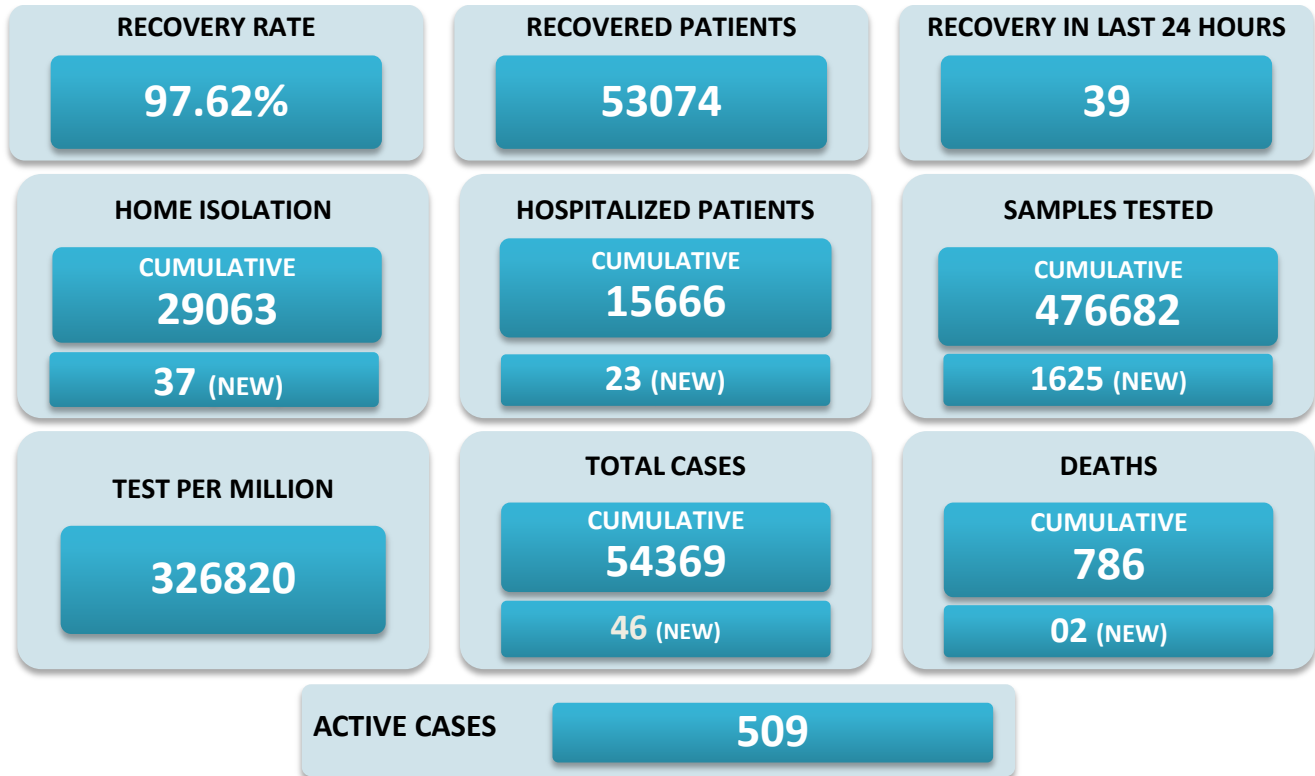 RECOVERY RATE
97.62%
RECOVERED PATIENTS
53074
RECOVERY IN LAST 24 HOURS
39
HOME ISOLATION
CUMULATIVE
29063
37 (NEW)
HOSPITALIZED PATIENTS
CUMULATIVE
15666
23 (NEW)
SAMPLES TESTED
CUMULATIVE
476682
1625 (NEW)
TEST PER MILLION
326820
TOTAL CASES
CUMULATIVE
54369
46 (NEW)
DEATHS
CUMULATIVE
786
02 (NEW)
ACTIVE CASES
509